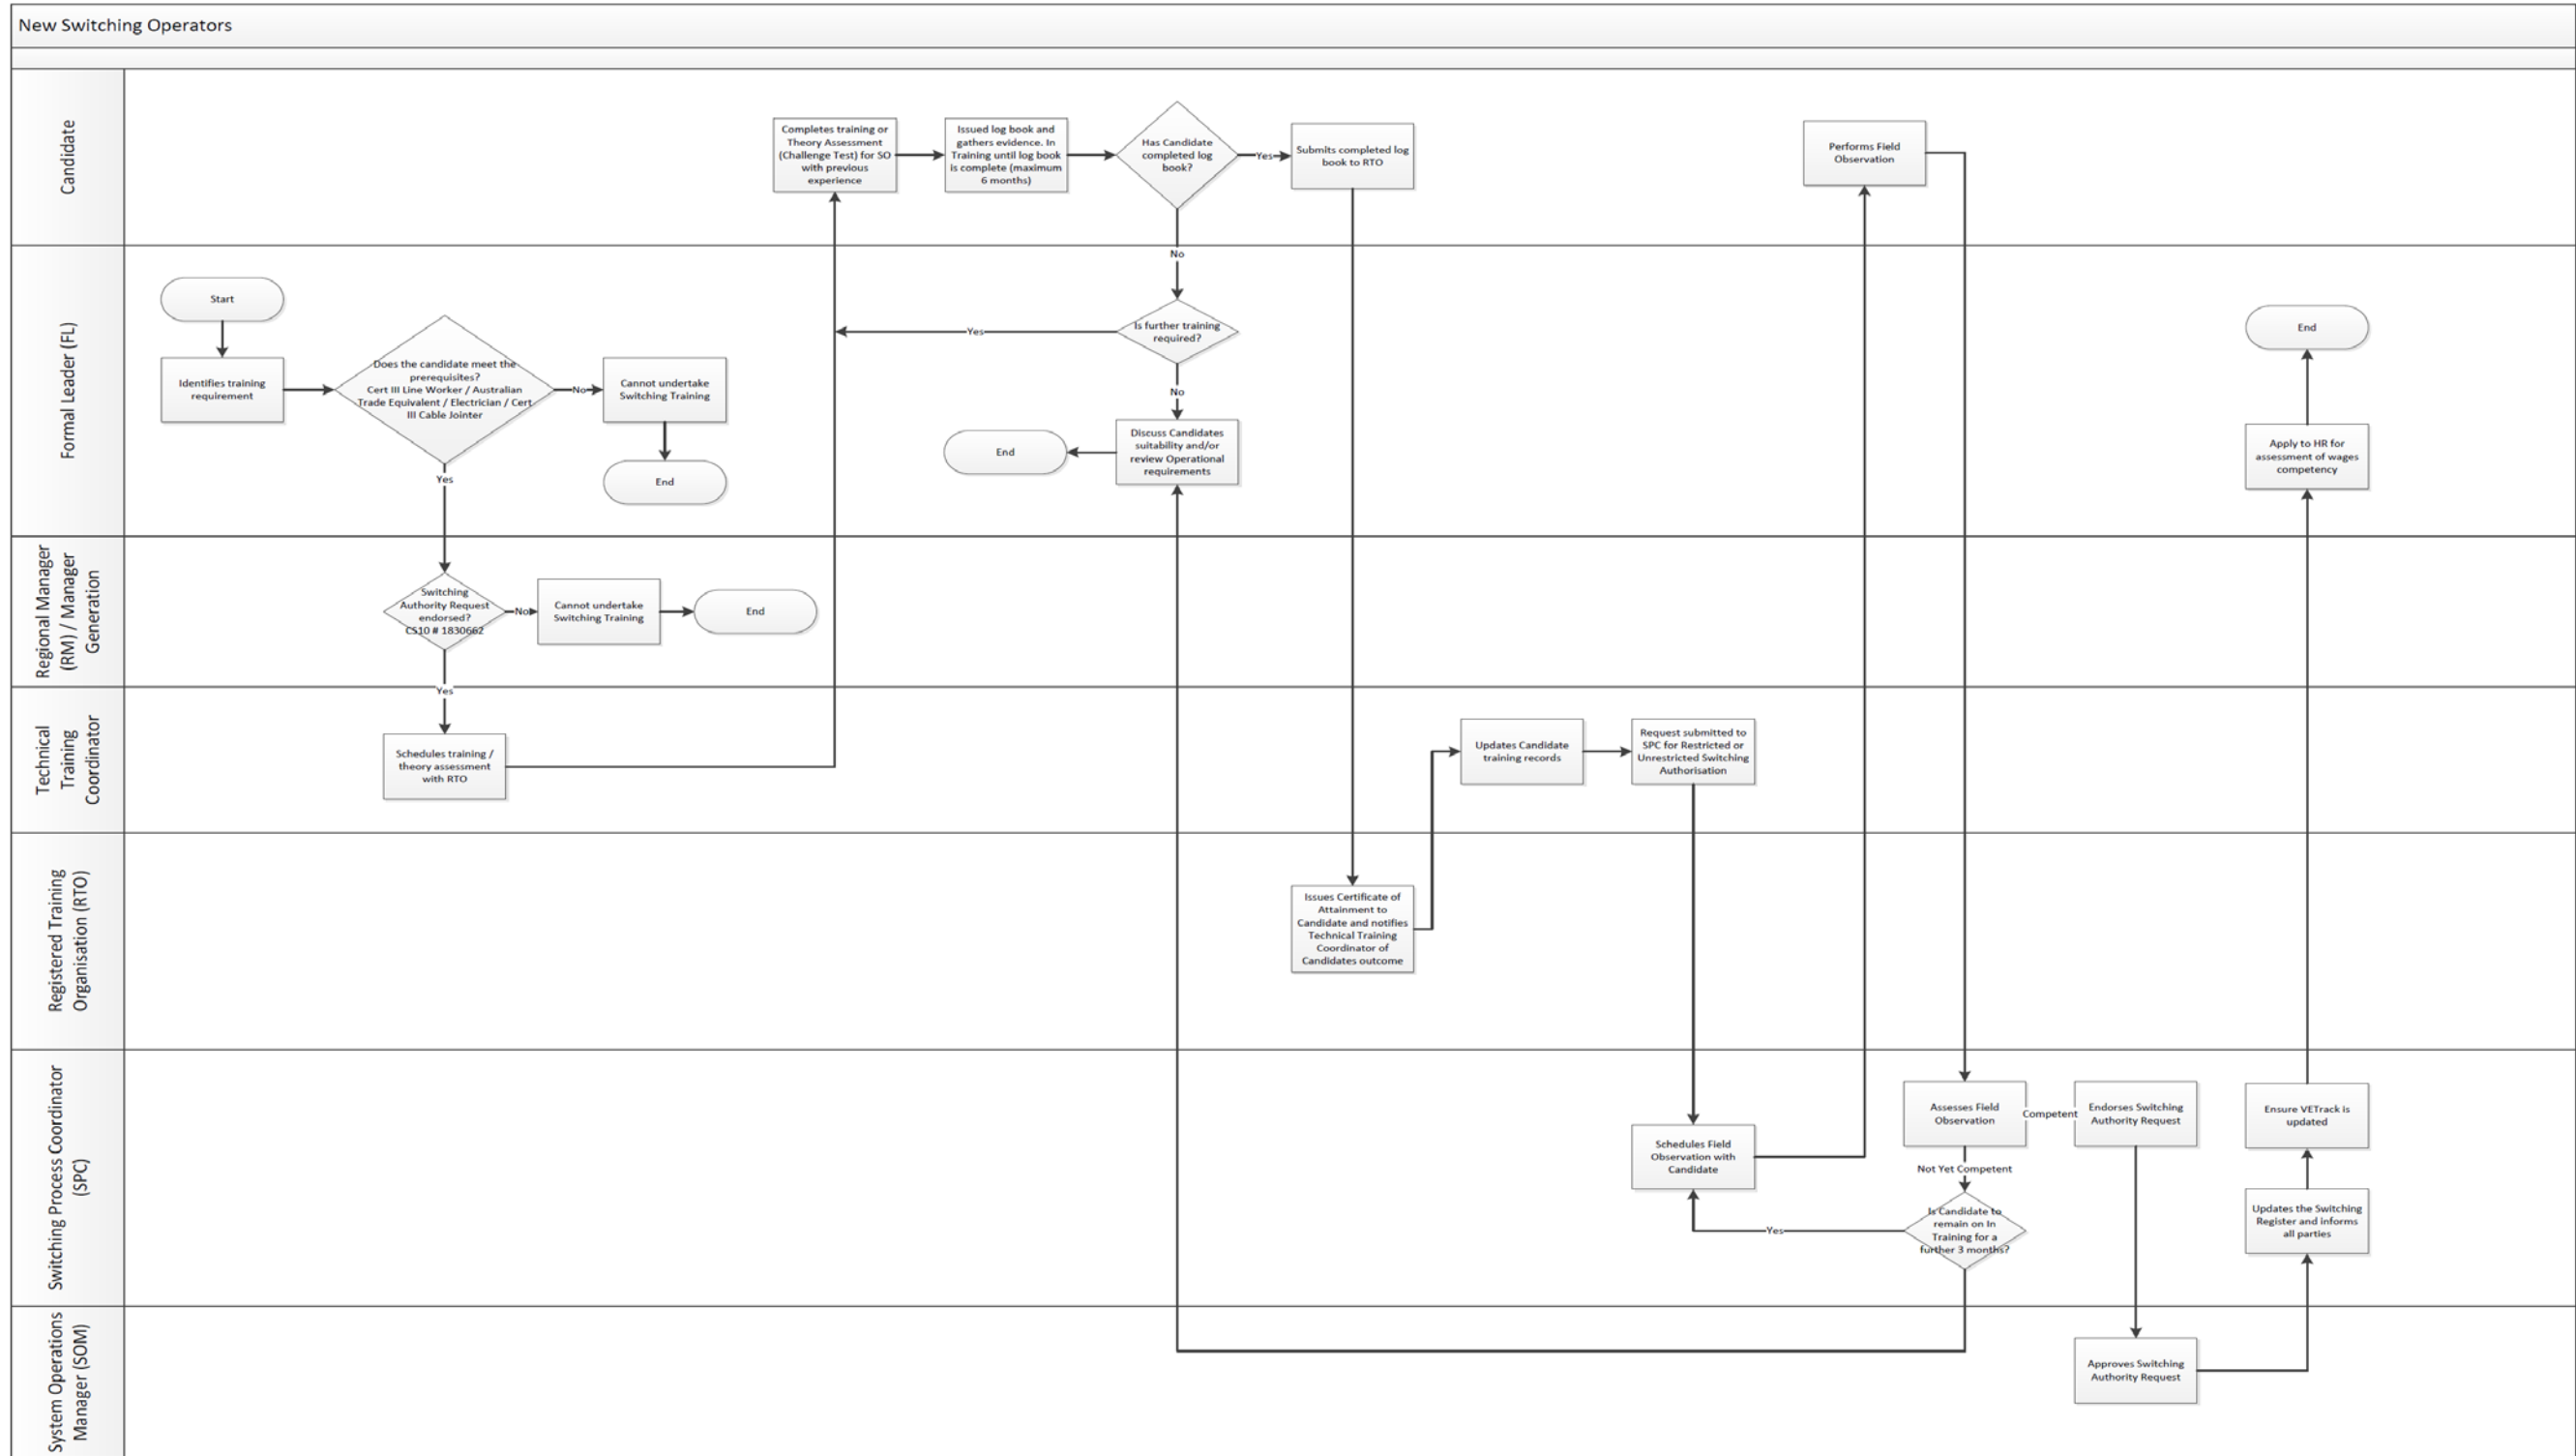 New Switching Operators
Candidate
Completes training or
Theory Assessment
(Challenge Test) for SO
with previous
experience
Issued log book and
gathers evidence. In
Training until log book
is complete (maximum
6 months)
Has Candidate
completed log
book?
Yes
Submits completed log
book to RTO
Performs Field
Observation
No
Formal Leader (FL)
Start
Identifies training
requirement
Does the candidate meet the
prerequisites?
Cert III Line Worker / Australian
Trade Equivalent / Electrician / Cert
III Cable Jointer
No
Cannot undertake
Switching Training
End
Yes
Is further training
required?
Yes
No
Discuss Candidates
suitability and/or
review Operational
requirements
End
End
Apply to HR for
assessment of wages
competency
Regional Manager
(RM) / Manager
Generation
Switching
Authority Request
endorsed?
CS10 # 1830662
No
Cannot undertake
Switching Training
End
Yes
Technical
Training
Coordinator
Schedules training /
theory assessment
with RTO
Updates Candidate
training records
Request submitted to
SPC for Restricted or
Unrestricted Switching
Authorisation
Registered Training
Organisation (RTO)
Issues Certificate of
Attainment to
Candidate and notifies
Technical Training
Coordinator of
Candidates outcome
Switching Process Coordinator
(SPC)
Schedules Field
Observation with
Candidate
Assesses Field
Observation
Competent
Endorses Switching
Authority Request
Not Yet Competent
Is Candidate to
remain on In
Training for a
further 3 months?
Yes
Ensure VETrack is
updated
Updates the Switching
Register and informs
all parties
System Operations
Manager (SOM)
Approves Switching
Authority Request